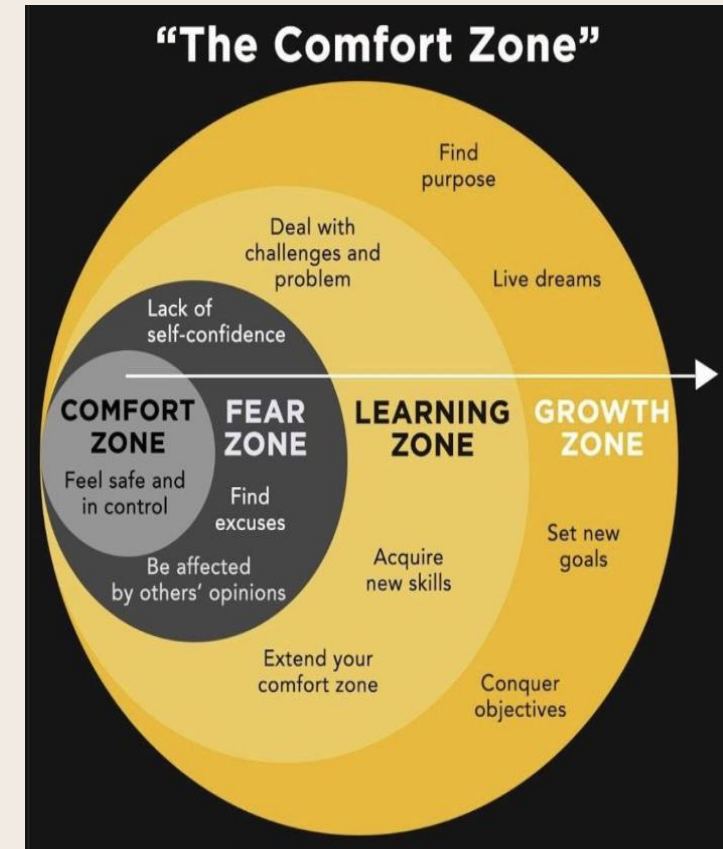 “The Comfort Zone”
Find
purpose
Deal with
challenges and
problem
Live dreams
Lack of
self-confidence
COMFORT
ZONE
Feel safe and
in control
FEAR
ZONE
Find
excuses
Be affected
by others’ opinions
LEARNING
ZONE
Acquire
new skills
Extend your
comfort zone
GROWTH
ZONE
Set new
goals
Conquer
objectives